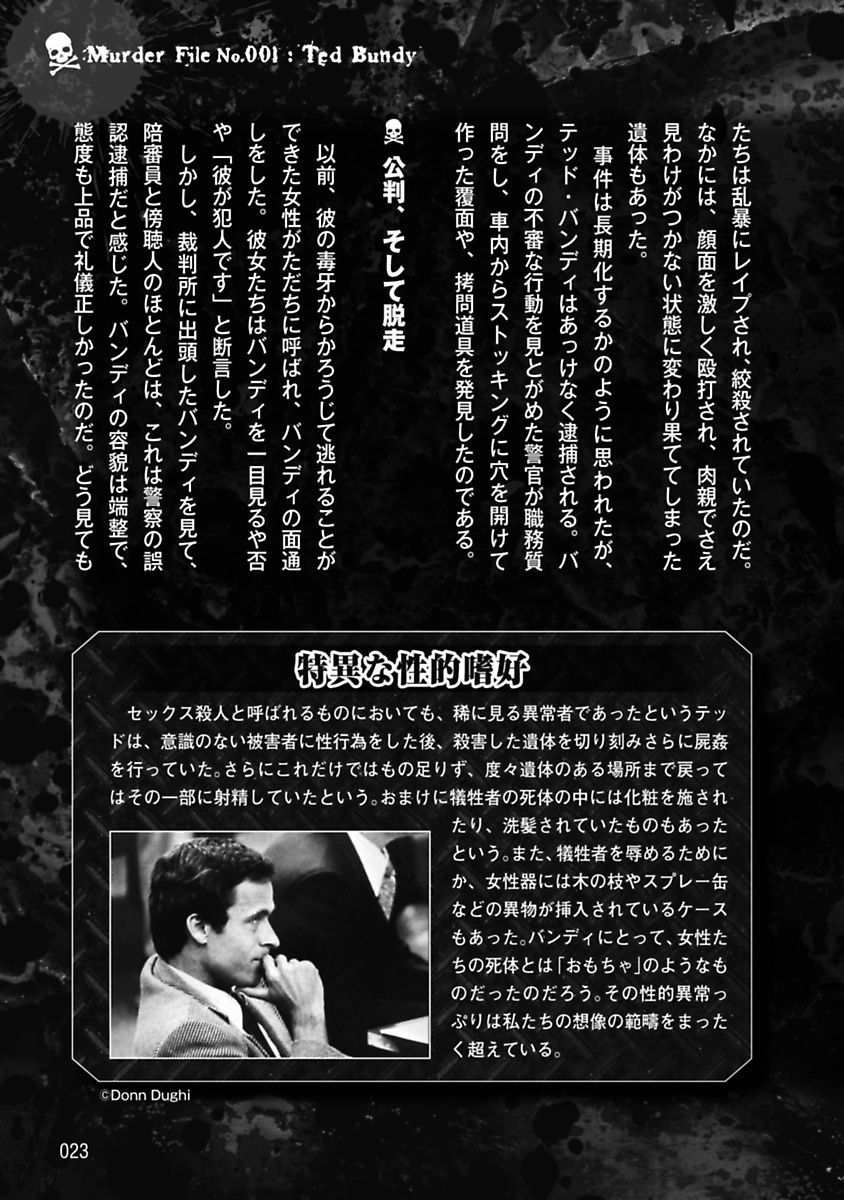 Murder File No.001 : Ted Bundy
たちは乱暴にレイプされ、絞殺されていたのだ。
なかには、顔面を激しく殴打され、肉親でさえ
見わけがつかない状態に変わり果ててしまった
遺体もあった。
事件は長期化するかのように思われたが、
テッド・バンディはあっけなく逮捕される。バ
ンディの不審な行動を見とがめた警官が職務質
問をし、車内からストッキングに穴を開けて
作った覆面や、拷問道具を発見したのである。
公判、そして脱走
以前、彼の毒牙からかろうじて逃れることが
できた女性がただちに呼ばれ、バンディの面通
しをした。彼女たちはバンディを一目見るや否
や「彼が犯人です」と断言した。
しかし、裁判所に出頭したバンディを見て、
陪審員と傍聴人のほとんどは、これは警察の誤
認逮捕だと感じた。バンディの容貌は端整で、
態度も上品で礼儀正しかったのだ。どう見ても
特異な性的嗜好
セックス殺人と呼ばれるものにおいても、稀に見る異常者であったというテッ
ドは、意識のない被害者に性行為をした後、殺害した遺体を切り刻みさらに屍姦
を行っていた。さらにこれだけではもの足りず、度々遺体のある場所まで戻って
はその一部に射精していたという。おまけに犠牲者の死体の中には化粧を施され
たり、洗髪されていたものもあった
という。また、犠牲者を辱めるためにか
か、女性器には木の枝やスプレー缶
などの異物が挿入されているケース
もあった。バンディにとって、女性た
ちの死体とは「おもちゃ」のようなも
のだったのだろう。その性的異常っ
ぷりは私たちの想像の範疇をまった
く超えている。
©Donn Dughi
023